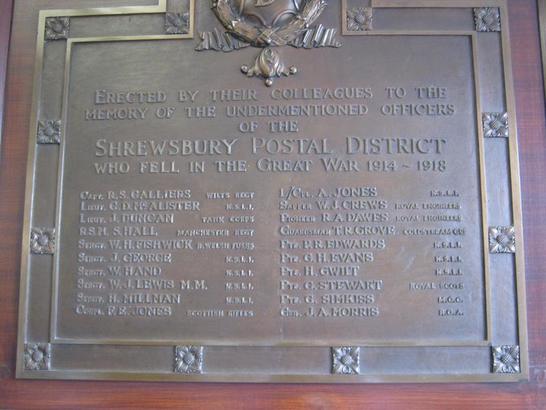 ERECTED BY THEIR COLLEAGUES TO THE
MEMORY OF THE UNDERMENTIONED OFFICERS
OF THE
SHREWSBURY POSTAL DISTRICT
WHO FELL IN THE GREAT WAR 1914 ~ 1918
CAPT. R.S. GALLIERS WILTS REGT
LIEUT. G.D. MCALISTER K.S.L.I.
LIEUT. J. DUNCAN TANK CORPS
R.S.M. S. HALL MANCHESTER REGT
SERGT. W.H. FISHWICK R. WELSH FUSRS
SERGT. J. GEORGE K.S.L.I.
SERGT. W. HAND K.S.L.I.
SERGT. W.J. LEWIS M.M. K.S.L.I.
SERGT. H. MILLMAN K.S.L.I.
CORPL. F.E. JONES SCOTTISH RIFLES
L/CPL. A. JONES K.S.L.I.
SAPPER W.J. CREWS ROYAL ENGINEERS
PIONEER R.A. DAWES ROYAL ENGINEERS
GUARDSMAN T.R. GROVE COLDSTREAM GDS
PTE. P.R. EDWARDS K.S.L.I.
PTE. G.H. EVANS K.S.L.I.
PTE. H. GWILT K.S.L.I.
PTE. G. STEWART ROYAL SCOTS
PTE. G. SIMKISS M.G.C.
GNR. J.A. MORRIS R.G.A.